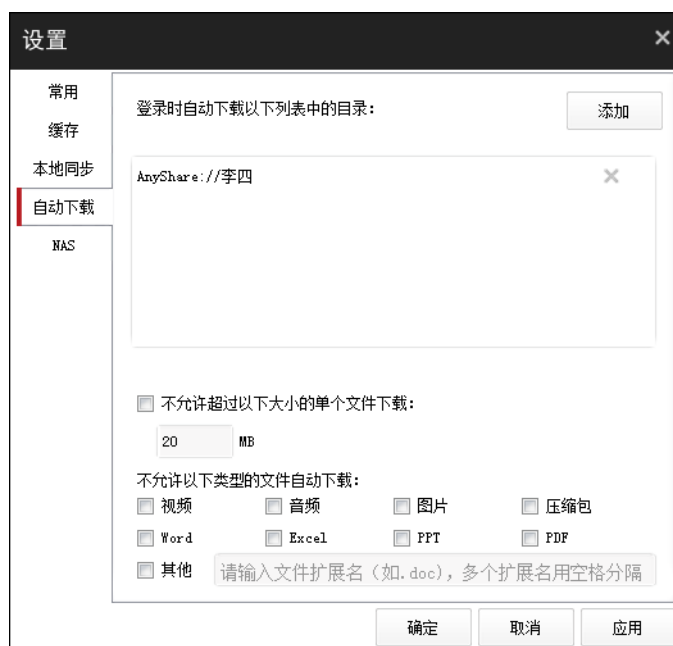 设置
常用
缓存
本地同步
自动下载
NAS
登录时自动下载以下列表中的目录:
添加
AnyShare://李四
不允许超过以下大小的单个文件下载:
20 MB
不允许以下类型的文件自动下载:
视频 音频 图片 压缩包
Word Excel PPT PDF
其他 请输入文件扩展名（如.doc），多个扩展名用空格分隔
确定 取消 应用